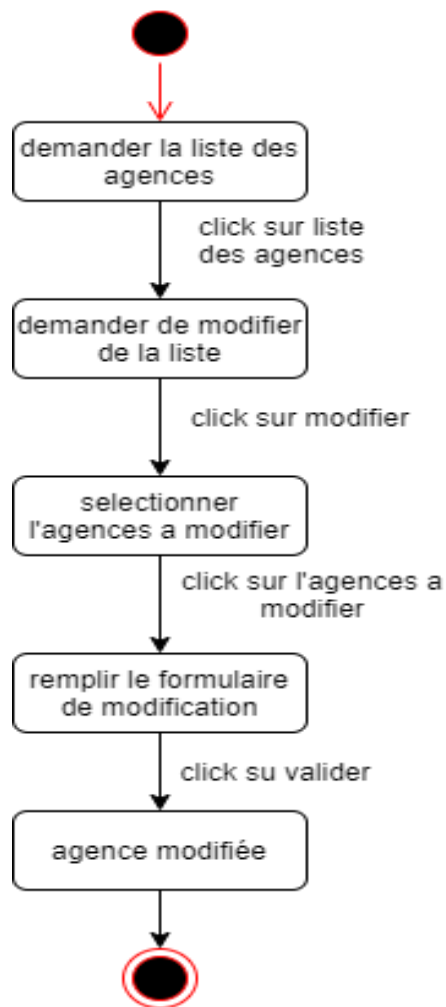 demander la liste des
agences
click sur liste
des agences
demander de modifier
de la liste
click sur modifier
selectionner
l'agences a modifier
click sur l'agences a
modifier
remplir le formulaire
de modification
click su valider
agence modifiée